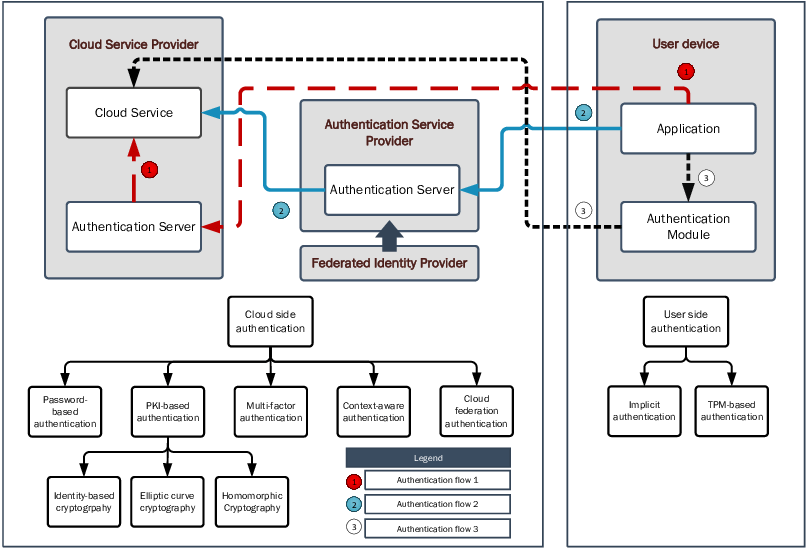 Cloud Service Provider
User device
1
Cloud Service
2
Application
Authentication Service
Provider
1
3
Authentication Server
2
3
Authentication Server
Authentication
Module
Federated Identity Provider
Cloud side
authentication
User side
authentication
Password-
based
authentication
PKI-based
authentication
Multi-factor
authentication
Context-aware
authentication
Cloud
federation
authentication
Implicit
authentication
TPM-based
authentication
Identity-based
cryptogrpahy
Elliptic curve
cryptography
Homomorphic
Cryptography
Legend
1 Authentication flow 1
2 Authentication flow 2
3 Authentication flow 3